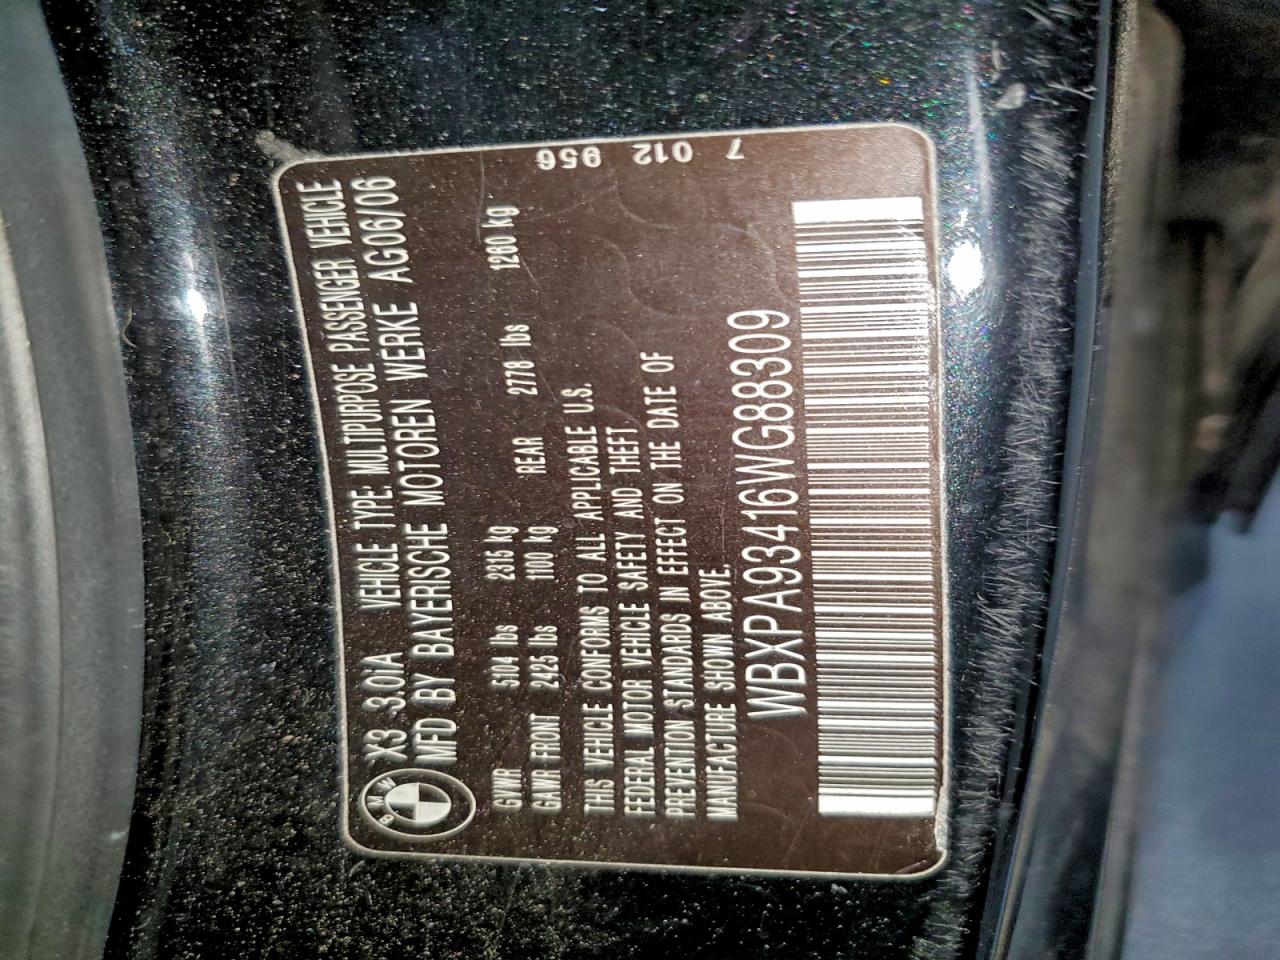 BMW
X3 3.0IA VEHICLE TYPE: MULTIPURPOSE PASSENGER VEHICLE
MFD BY BAYERISCHE MOTOREN WERKE AG06/06
GVWR 5104 lbs 2315 kg
GAWR FRONT 2425 lbs 1100 kg REAR 2778 lbs 1260 kg
THIS VEHICLE CONFORMS TO ALL APPLICABLE U.S.
FEDERAL MOTOR VEHICLE SAFETY AND THEFT
PREVENTION STANDARDS IN EFFECT ON THE DATE OF
MANUFACTURE SHOWN ABOVE.
WBXPA93416WG88309
7 012 956